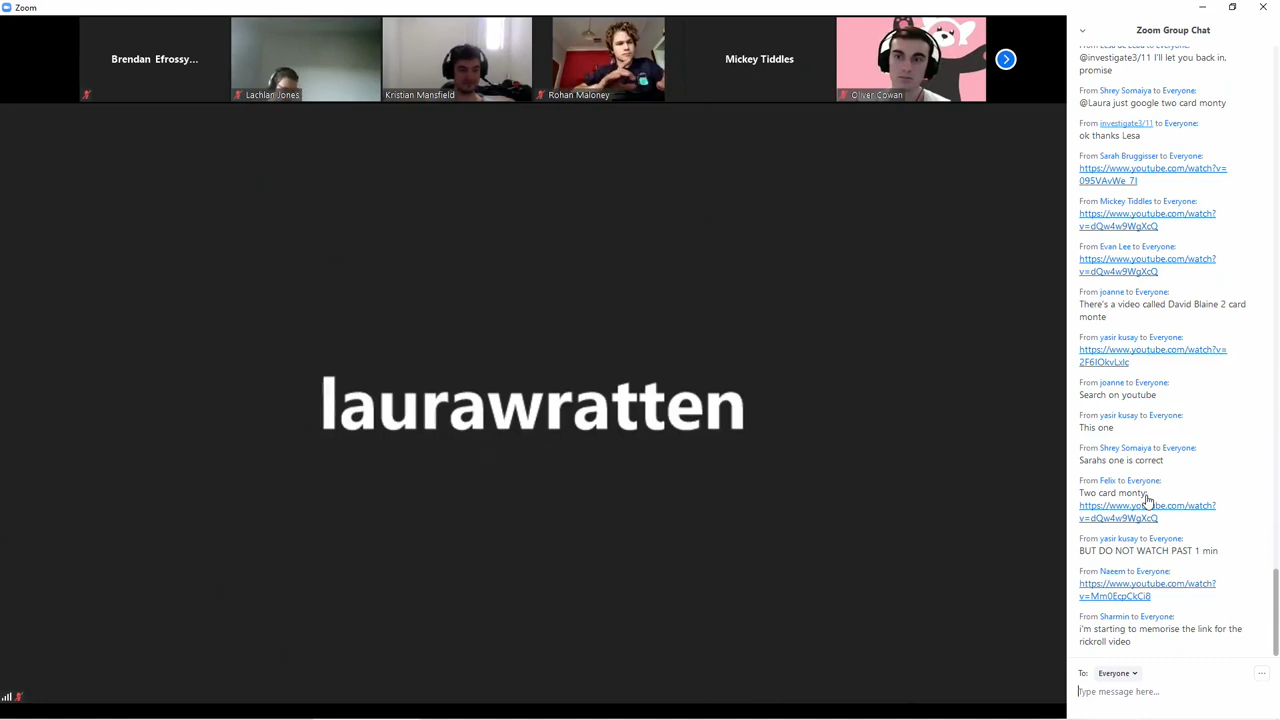 Zoom
Brendan Efrossy...
Lachlan Jones
Kristian Mansfield
Rohan Maloney
Mickey Tiddles
Oliver Cowan
laurawratten
Zoom Group Chat
@investigate3/11 I'll let you back in,
promise
From Shrey Somaiya to Everyone:
@Laura just google two card monty
From investigate3/11 to Everyone:
ok thanks Lesa
From Sarah Bruggisser to Everyone:
https://www.youtube.com/watch?v=
095VAvWe_7I
From Mickey Tiddles to Everyone:
https://www.youtube.com/watch?
v=dQw4w9WgXcQ
From Evan Lee to Everyone:
https://www.youtube.com/watch?
v=dQw4w9WgXcQ
From joanne to Everyone:
There's a video called David Blaine 2 card
monte
From yasir kusay to Everyone:
https://www.youtube.com/watch?v=
2F6IOkvLxlc
From joanne to Everyone:
Search on youtube
From yasir kusay to Everyone:
This one
From Shrey Somaiya to Everyone:
Sarahs one is correct
From Felix to Everyone:
Two card monty:
https://www.youtube.com/watch?
v=dQw4w9WgXcQ
From yasir kusay to Everyone:
BUT DO NOT WATCH PAST 1 min
From Naeem to Everyone:
https://www.youtube.com/watch?
v=Mm0EcpCkCi8
From Sharmin to Everyone:
i'm starting to memorise the link for the
rickroll video
To: Everyone
Type message here...